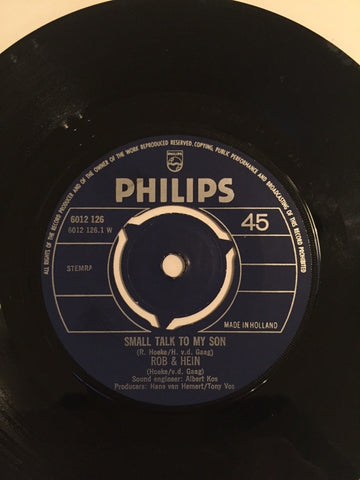 ALL RIGHTS OF THE RECORD PRODUCER AND OF THE OWNER OF THE WORK REPRODUCED RESERVED. COPYING, PUBLIC PERFORMANCE AND BROADCASTING OF THIS RECORD PROHIBITED
PHILIPS
PHILIPS
6012 126
6012 126.1 W
45
STEMRA
MADE IN HOLLAND
SMALL TALK TO MY SON
(R. Hoeke/H. v.d. Gaag)
ROB & HEIN
(Hoeke/v.d. Gaag)
Sound engineer: Albert Kos
Producers: Hans van Hemert/Tony Vos